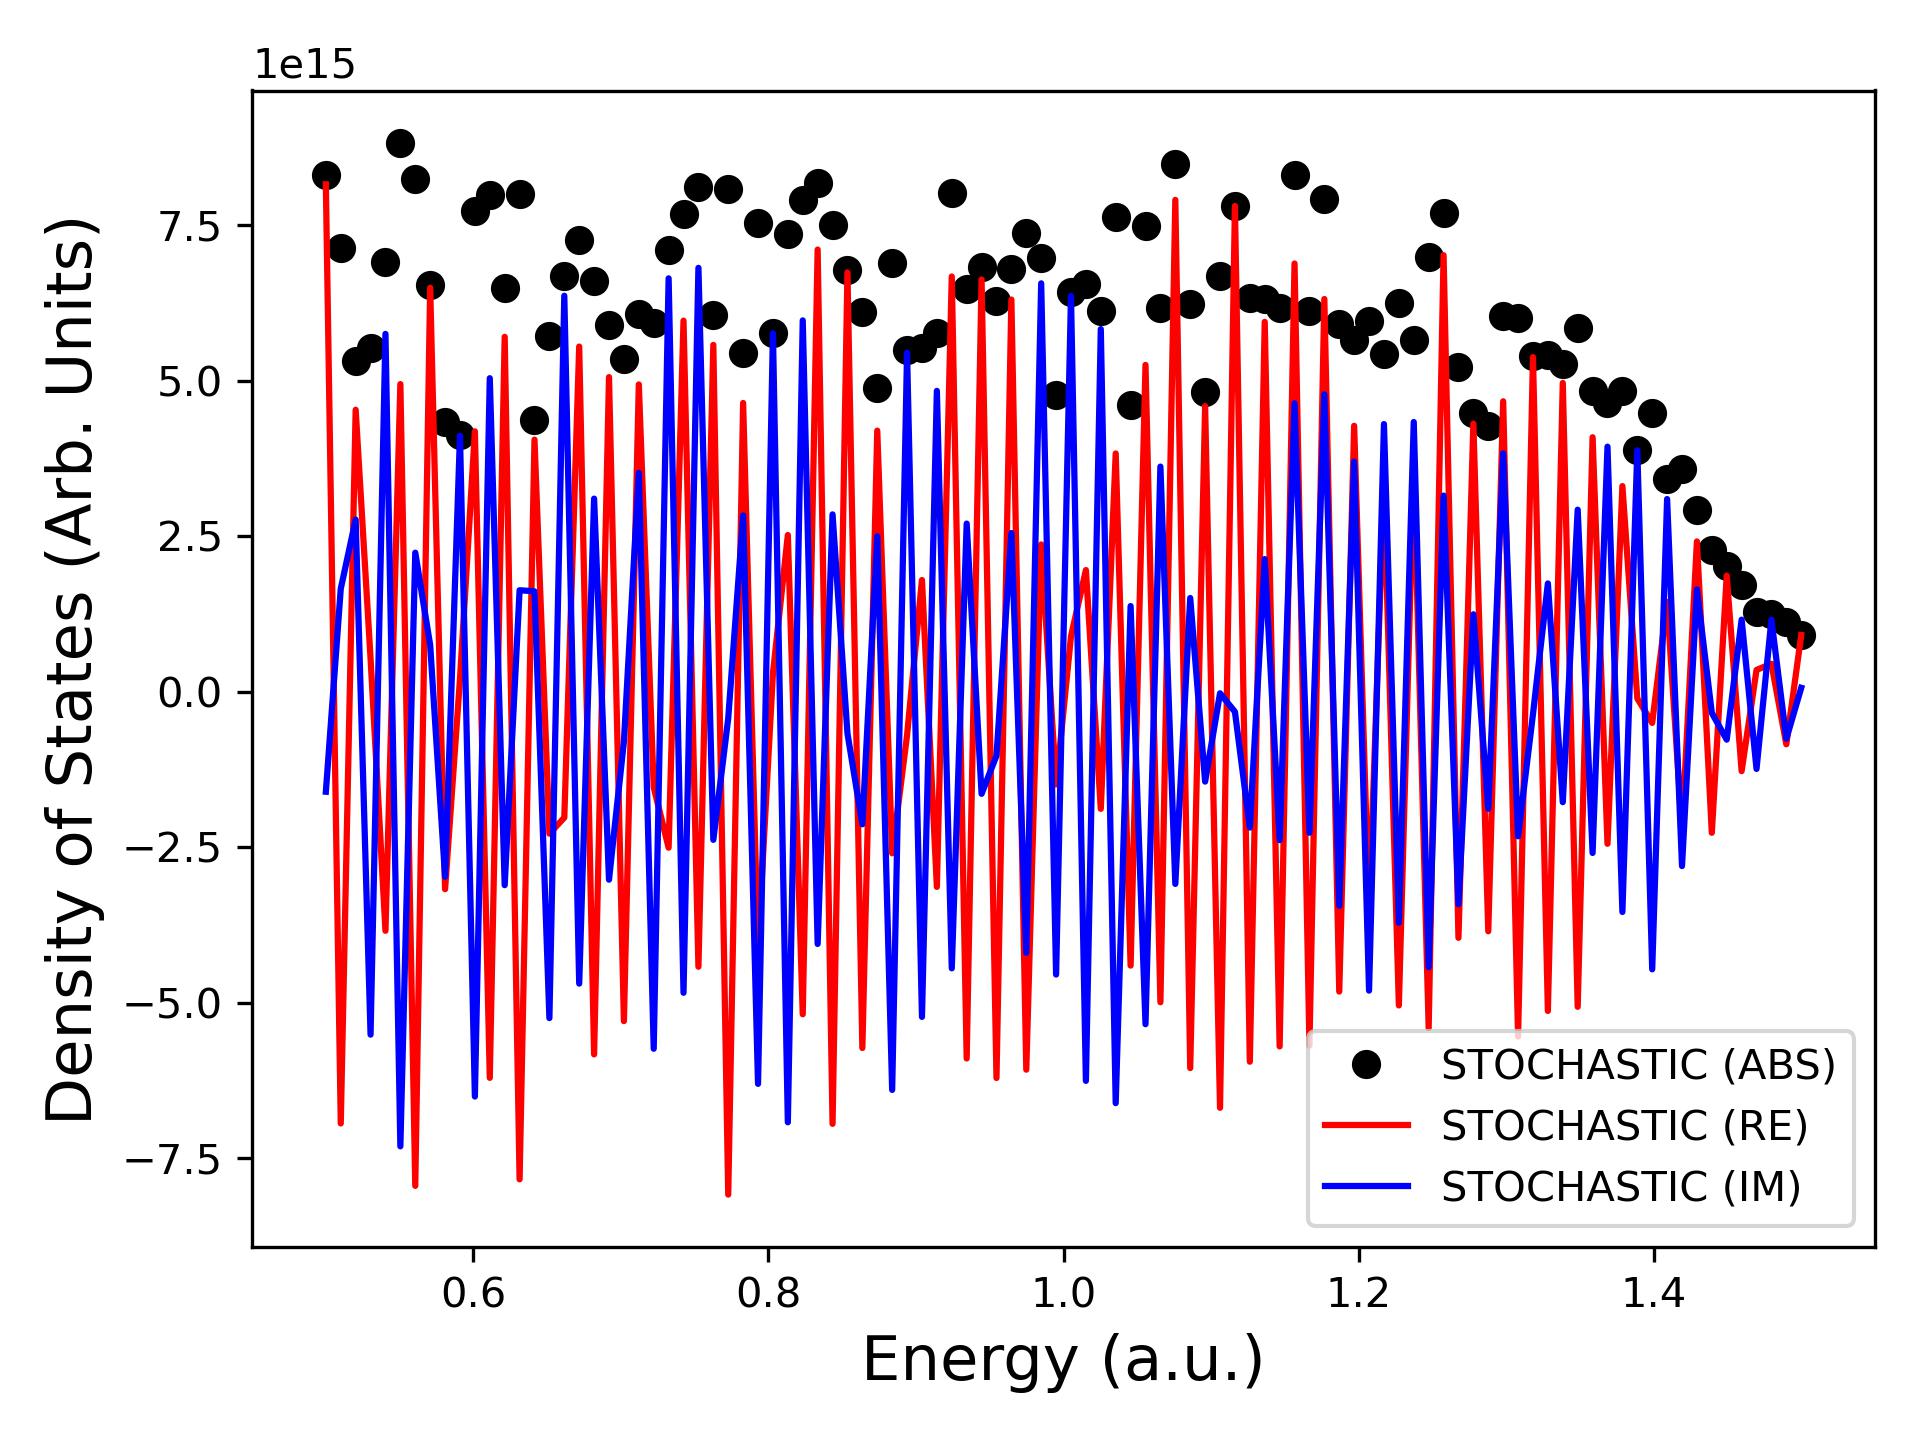 1e15
7.5
5.0
2.5
0.0
−2.5
−5.0
−7.5
Density of States (Arb. Units)
STOCHASTIC (ABS)
STOCHASTIC (RE)
STOCHASTIC (IM)
0.6 0.8 1.0 1.2 1.4
Energy (a.u.)